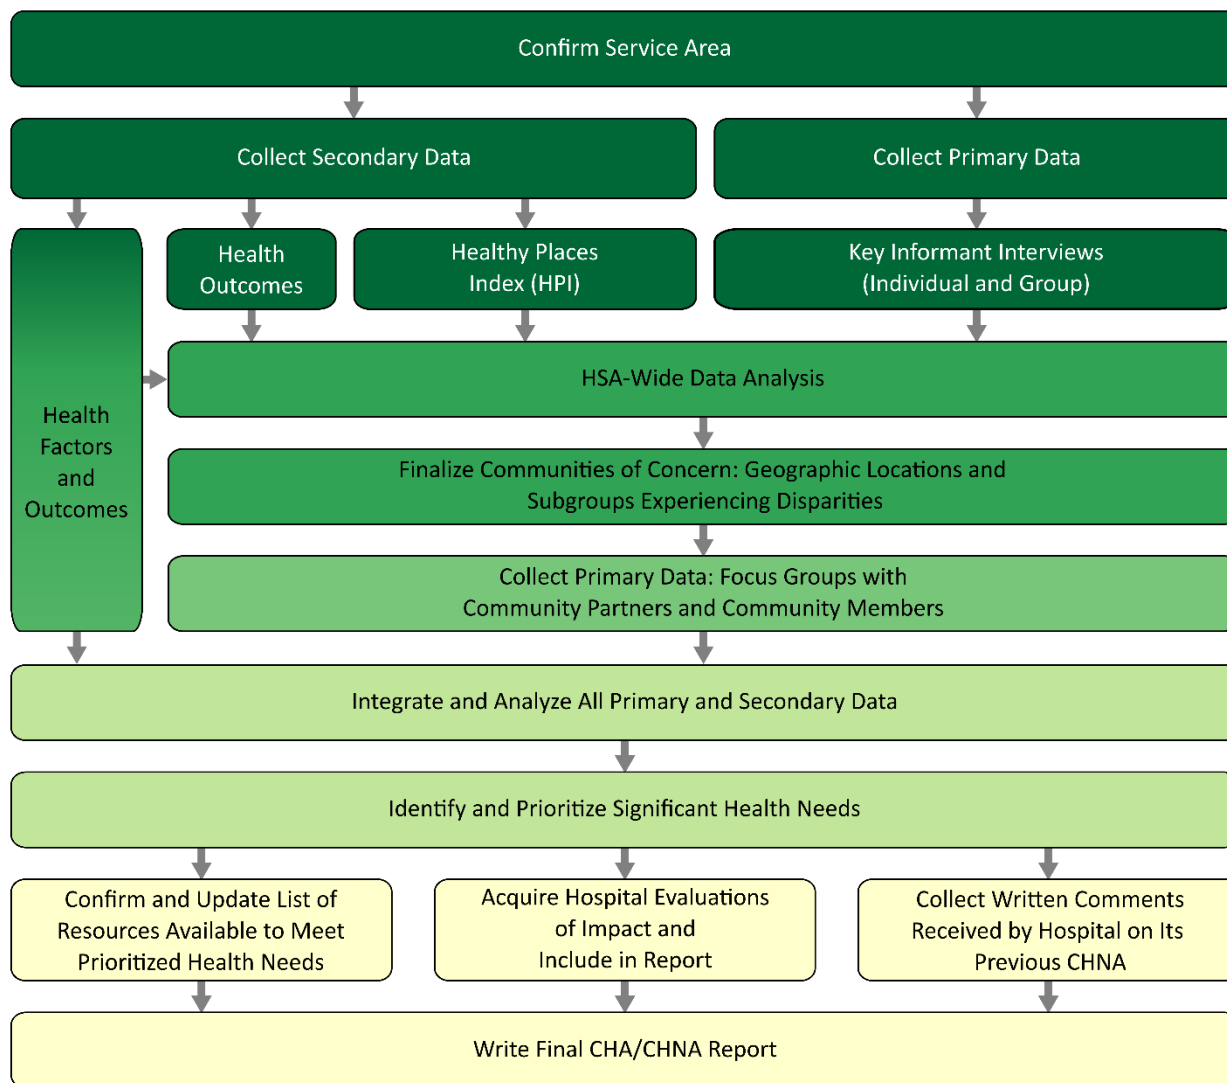 Confirm Service Area
Collect Secondary Data
Collect Primary Data
Health
Outcomes
Healthy Places
Index (HPI)
Key Informant Interviews
(Individual and Group)
Health
Factors
and
Outcomes
HSA-Wide Data Analysis
Finalize Communities of Concern: Geographic Locations and
Subgroups Experiencing Disparities
Collect Primary Data: Focus Groups with
Community Partners and Community Members
Integrate and Analyze All Primary and Secondary Data
Identify and Prioritize Significant Health Needs
Confirm and Update List of
Resources Available to Meet
Prioritized Health Needs
Acquire Hospital Evaluations
of Impact and
Include in Report
Collect Written Comments
Received by Hospital on Its
Previous CHNA
Write Final CHA/CHNA Report